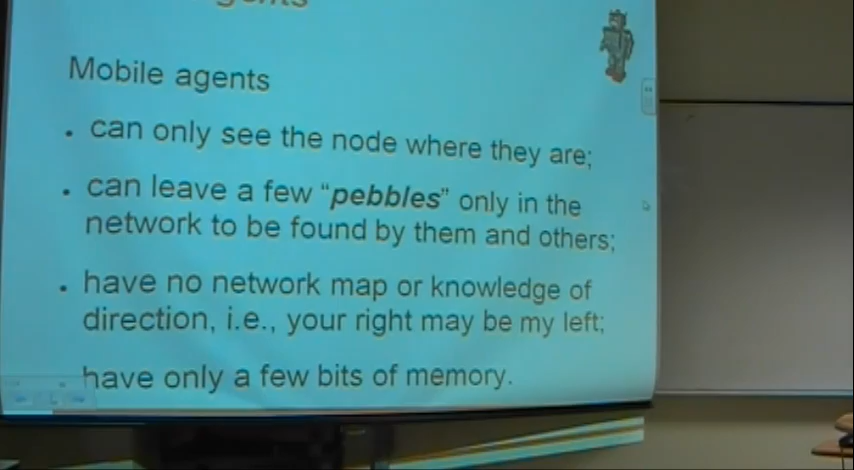 Mobile agents
• can only see the node where they are;
• can leave a few “pebbles” only in the
network to be found by them and others;
• have no network map or knowledge of
direction, i.e., your right may be my left;
have only a few bits of memory.